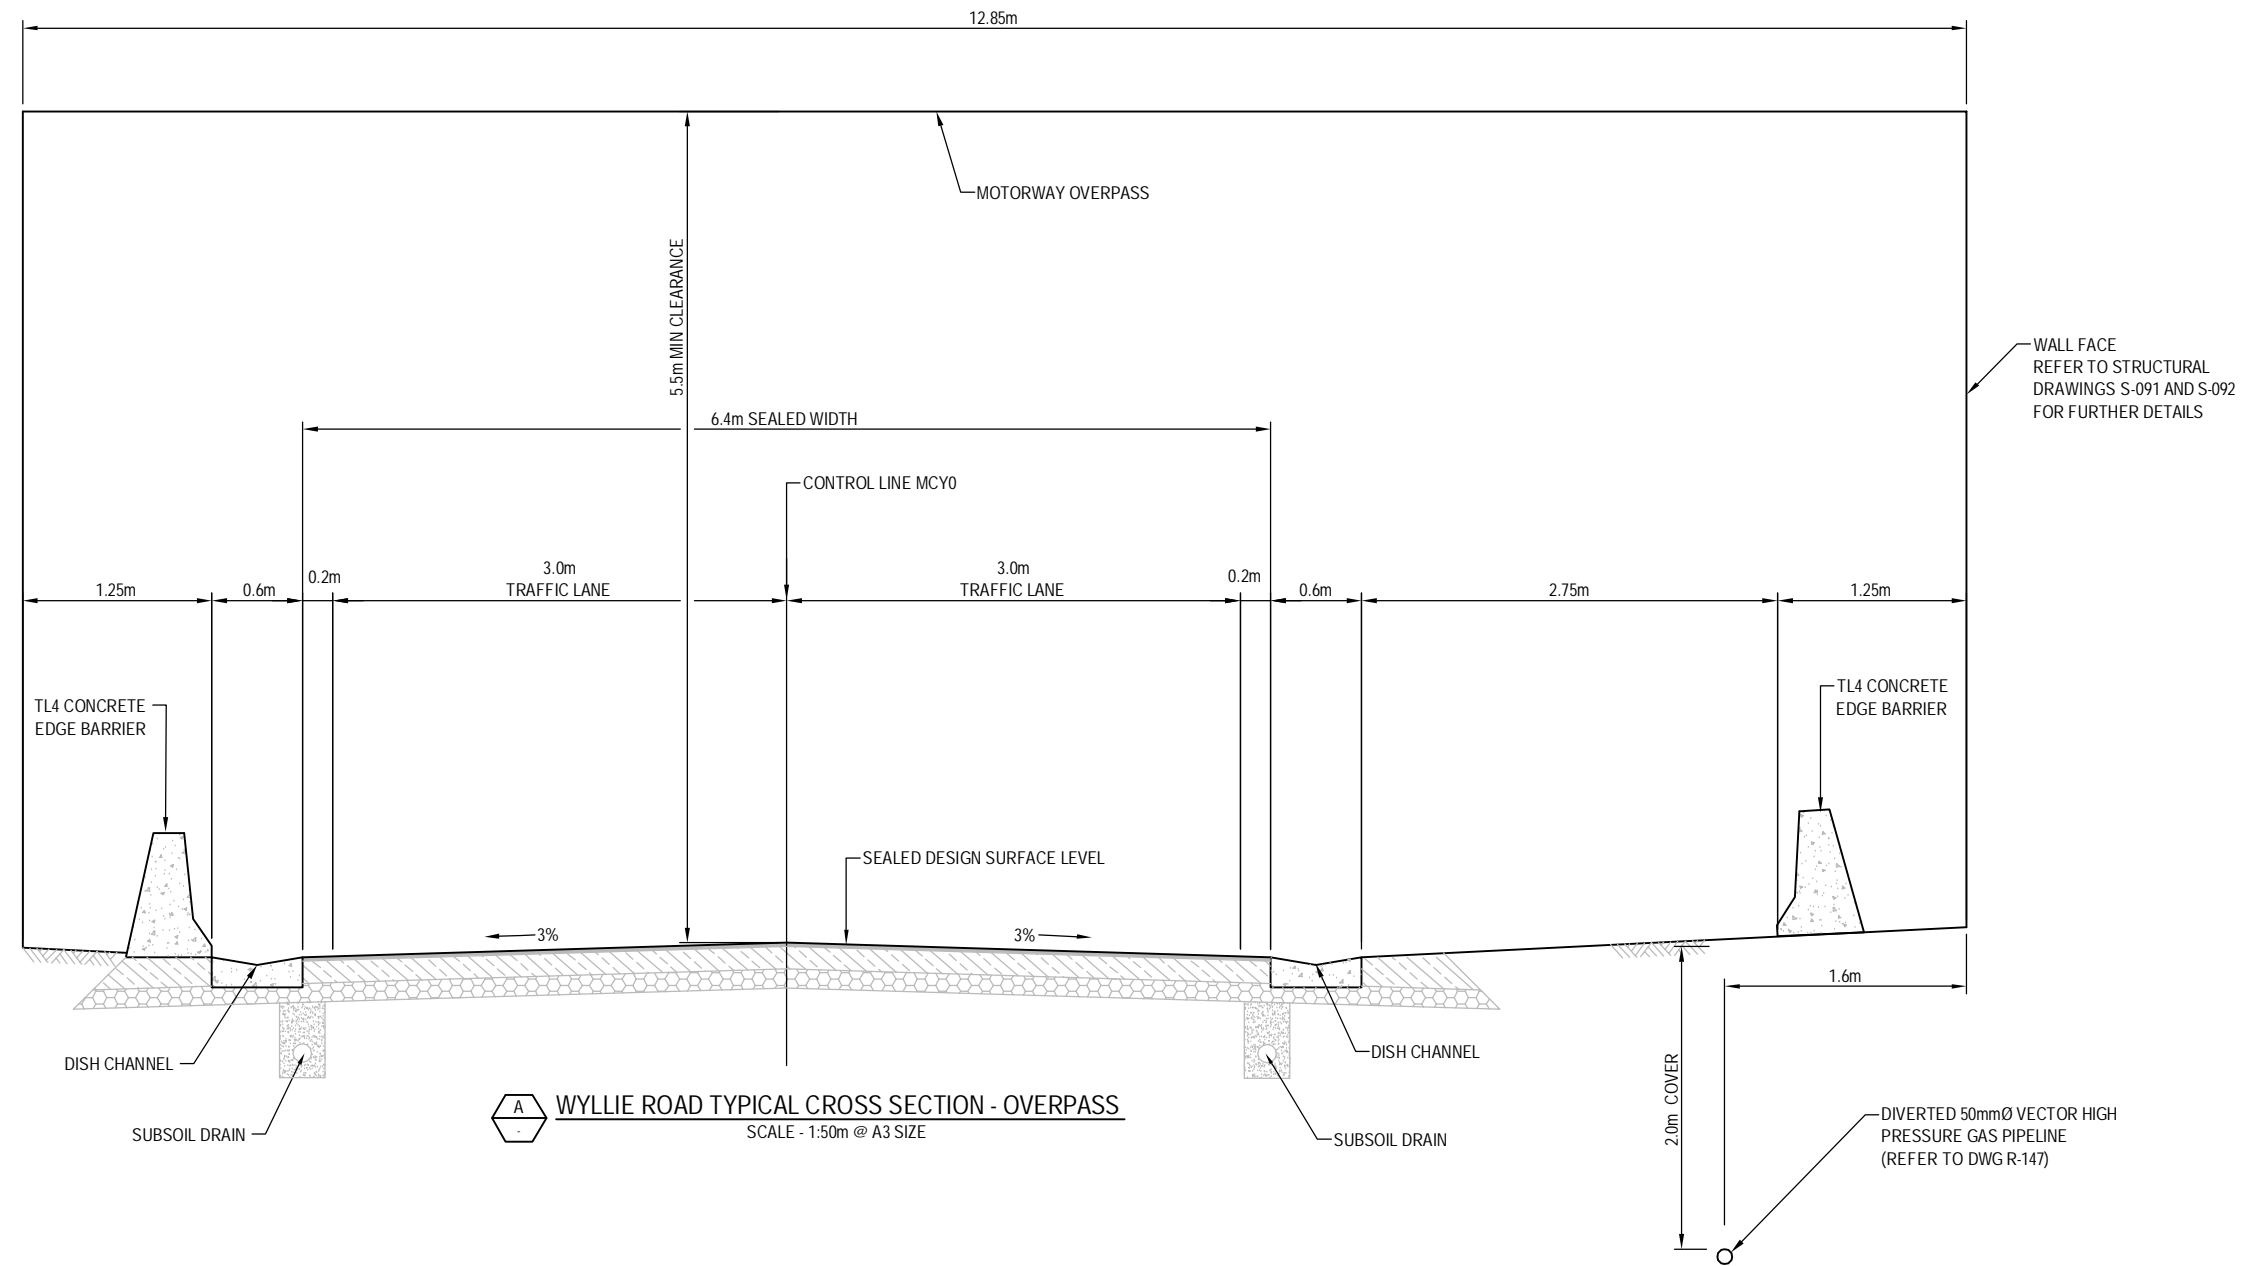 12.85m
MOTORWAY OVERPASS
5.5m MIN CLEARANCE
WALL FACE
REFER TO STRUCTURAL
DRAWINGS S-091 AND S-092
FOR FURTHER DETAILS
6.4m SEALED WIDTH
CONTROL LINE MCY0
1.25m
0.6m
0.2m
3.0m
TRAFFIC LANE
3.0m
TRAFFIC LANE
0.2m
0.6m
2.75m
1.25m
TL4 CONCRETE
EDGE BARRIER
TL4 CONCRETE
EDGE BARRIER
SEALED DESIGN SURFACE LEVEL
3%
3%
1.6m
DISH CHANNEL
DISH CHANNEL
2.0m COVER
SUBSOIL DRAIN
SUBSOIL DRAIN
DIVERTED 50mmØ VECTOR HIGH
PRESSURE GAS PIPELINE
(REFER TO DWG R-147)
A
-
WYLLIE ROAD TYPICAL CROSS SECTION - OVERPASS
SCALE - 1:50m @ A3 SIZE